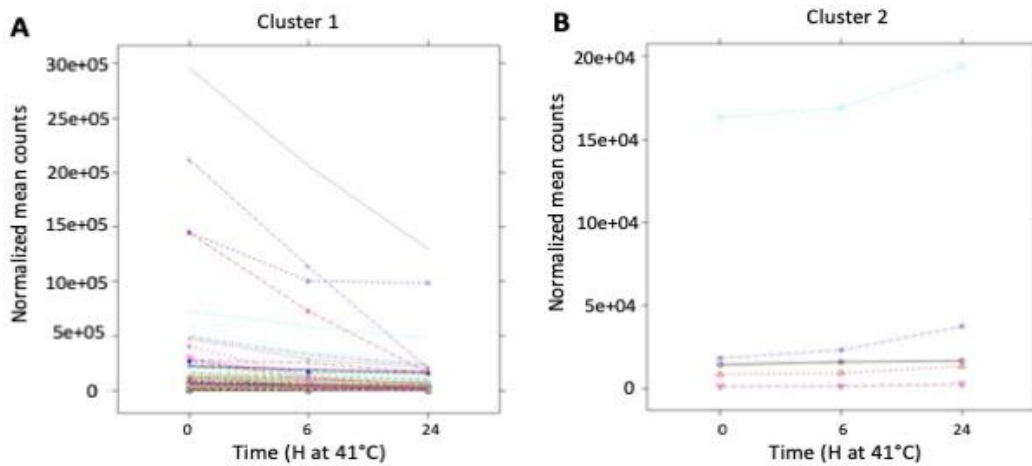 A
Cluster 1
Normalized mean counts
30e+05
25e+05
20e+05
15e+05
10e+05
5e+05
0
0 6 24
Time (H at 41°C)
B
Cluster 2
Normalized mean counts
20e+04
15e+04
10e+04
5e+04
0
0 6 24
Time (H at 41°C)